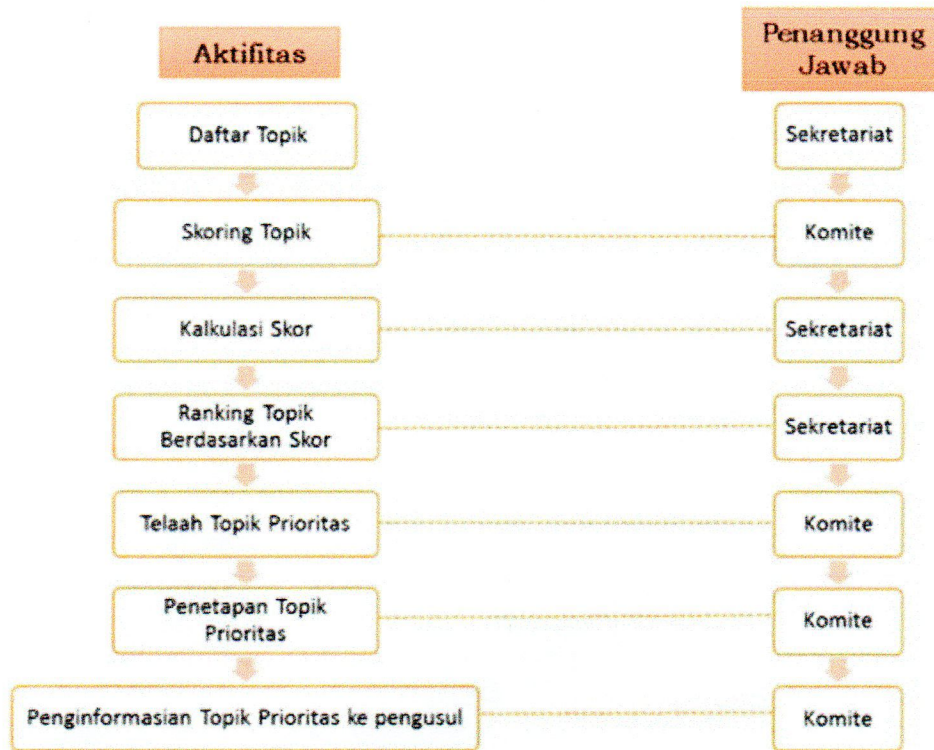 Aktifitas
Penanggung
Jawab
Daftar Topik
Sekretariat
Skoring Topik
Komite
Kalkulasi Skor
Sekretariat
Ranking Topik
Berdasarkan Skor
Sekretariat
Telaah Topik Prioritas
Komite
Penetapan Topik
Prioritas
Komite
Penginformasian Topik Prioritas ke pengusul
Komite